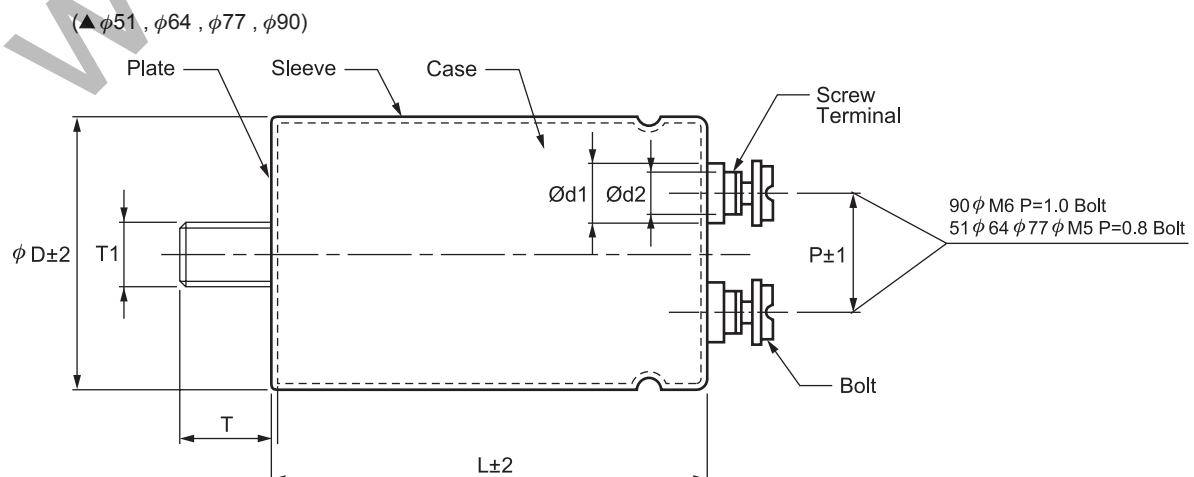 (▲ φ51 , φ64 , φ77 , φ90)
Plate
Sleeve
Case
Screw
Terminal
Ød1
Ød2
90φ M6 P=1.0 Bolt
51φ 64 φ 77 φ M5 P=0.8 Bolt
φ D±2
T1
P±1
Bolt
T
L±2